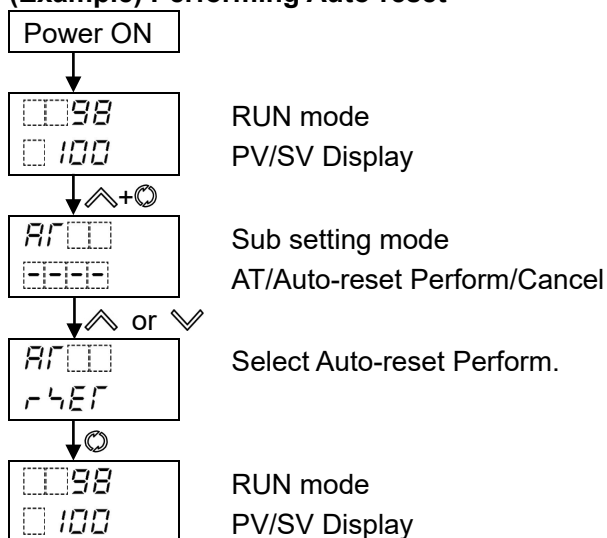 (Example) Performing Auto-reset
Power ON
98 RUN mode
100 PV/SV Display
+
AT Sub setting mode
---- AT/Auto-reset Perform/Cancel
or
AT Select Auto-reset Perform.
rSET
98 RUN mode
100 PV/SV Display